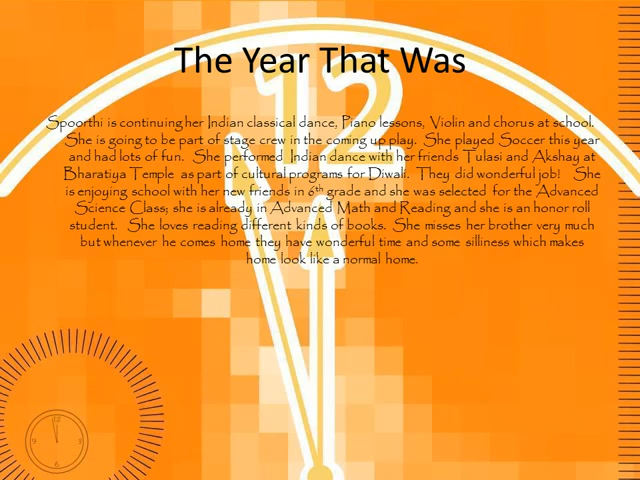 The Year That Was
12
Spoorthi is continuing her Indian classical dance, Piano lessons, Violin and chorus at school.
She is going to be part of stage crew in the coming up play. She played Soccer this year
and had lots of fun. She performed Indian dance with her friends Tulasi and Akshay at
Bharatiya Temple as part of cultural programs for Diwali. They did wonderful job! She
is enjoying school with her new friends in 6th grade and she was selected for the Advanced
Science Class; she is already in Advanced Math and Reading and she is an honor roll
student. She loves reading different kinds of books. She misses her brother very much
but whenever he comes home they have wonderful time and some silliness which makes
home look like a normal home.
12
9 3
6